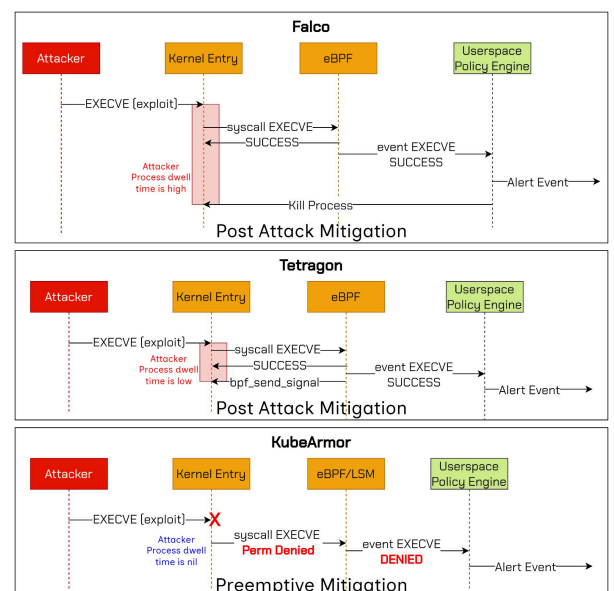 Falco
Attacker
Kernel Entry
eBPF
Userspace
Policy Engine
EXECVE (exploit)
syscall EXECVE
SUCCESS
event EXECVE
SUCCESS
Attacker
Process dwell
time is high
Alert Event
Kill Process
Post Attack Mitigation
Tetragon
Attacker
Kernel Entry
eBPF
Userspace
Policy Engine
EXECVE (exploit)
syscall EXECVE
SUCCESS
event EXECVE
SUCCESS
Attacker
Process dwell
time is low
bpf_send_signal
Alert Event
Post Attack Mitigation
KubeArmor
Attacker
Kernel Entry
eBPF/LSM
Userspace
Policy Engine
EXECVE (exploit)
X
syscall EXECVE
Perm Denied
event EXECVE
DENIED
Attacker
Process dwell
time is nil
Alert Event
Preemptive Mitigation